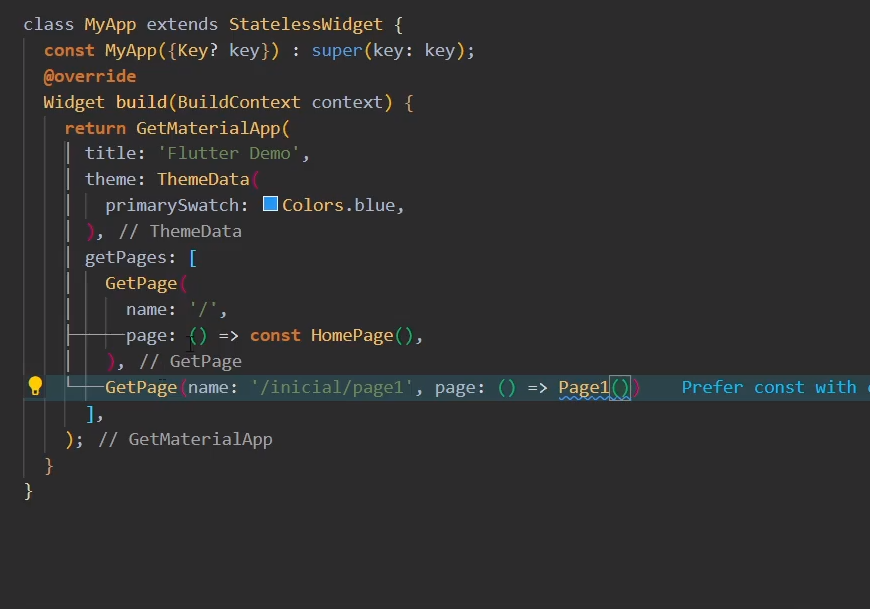 class MyApp extends StatelessWidget {
const MyApp({Key? key}) : super(key: key);
@override
Widget build(BuildContext context) {
return GetMaterialApp(
title: 'Flutter Demo',
theme: ThemeData(
primarySwatch: Colors.blue,
), // ThemeData
getPages: [
GetPage(
name: '/',
page: () => const HomePage(),
), // GetPage
GetPage(name: '/inicial/page1', page: () => Page1()) Prefer const with
],
); // GetMaterialApp
}
}